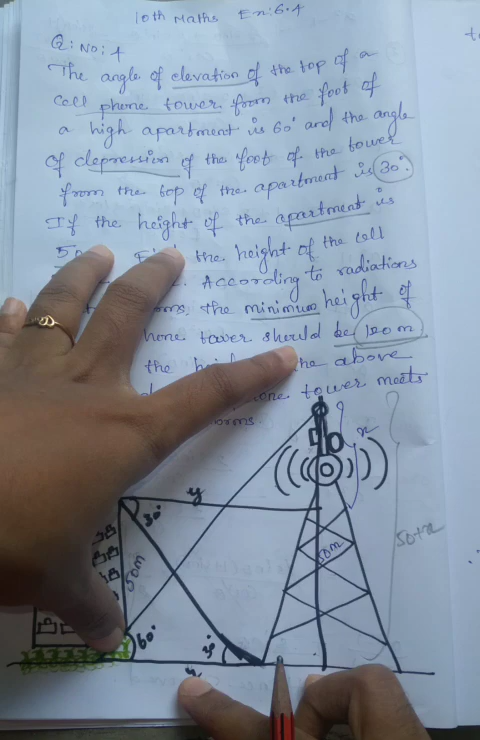 10th Maths Ex:6.4
Q: No: 4
The angle of elevation of the top of a
cell phone tower from the foot of
a high apartment is 60° and the angle
of depression of the foot of the tower
from the top of the apartment is 30°.
If the height of the apartment is
50 the height of the cell
According to radiations
the minimum height of
tower should be 120 m
the above
tower meets
x
y
30°
50m
50m
50+x
60°
30°
y